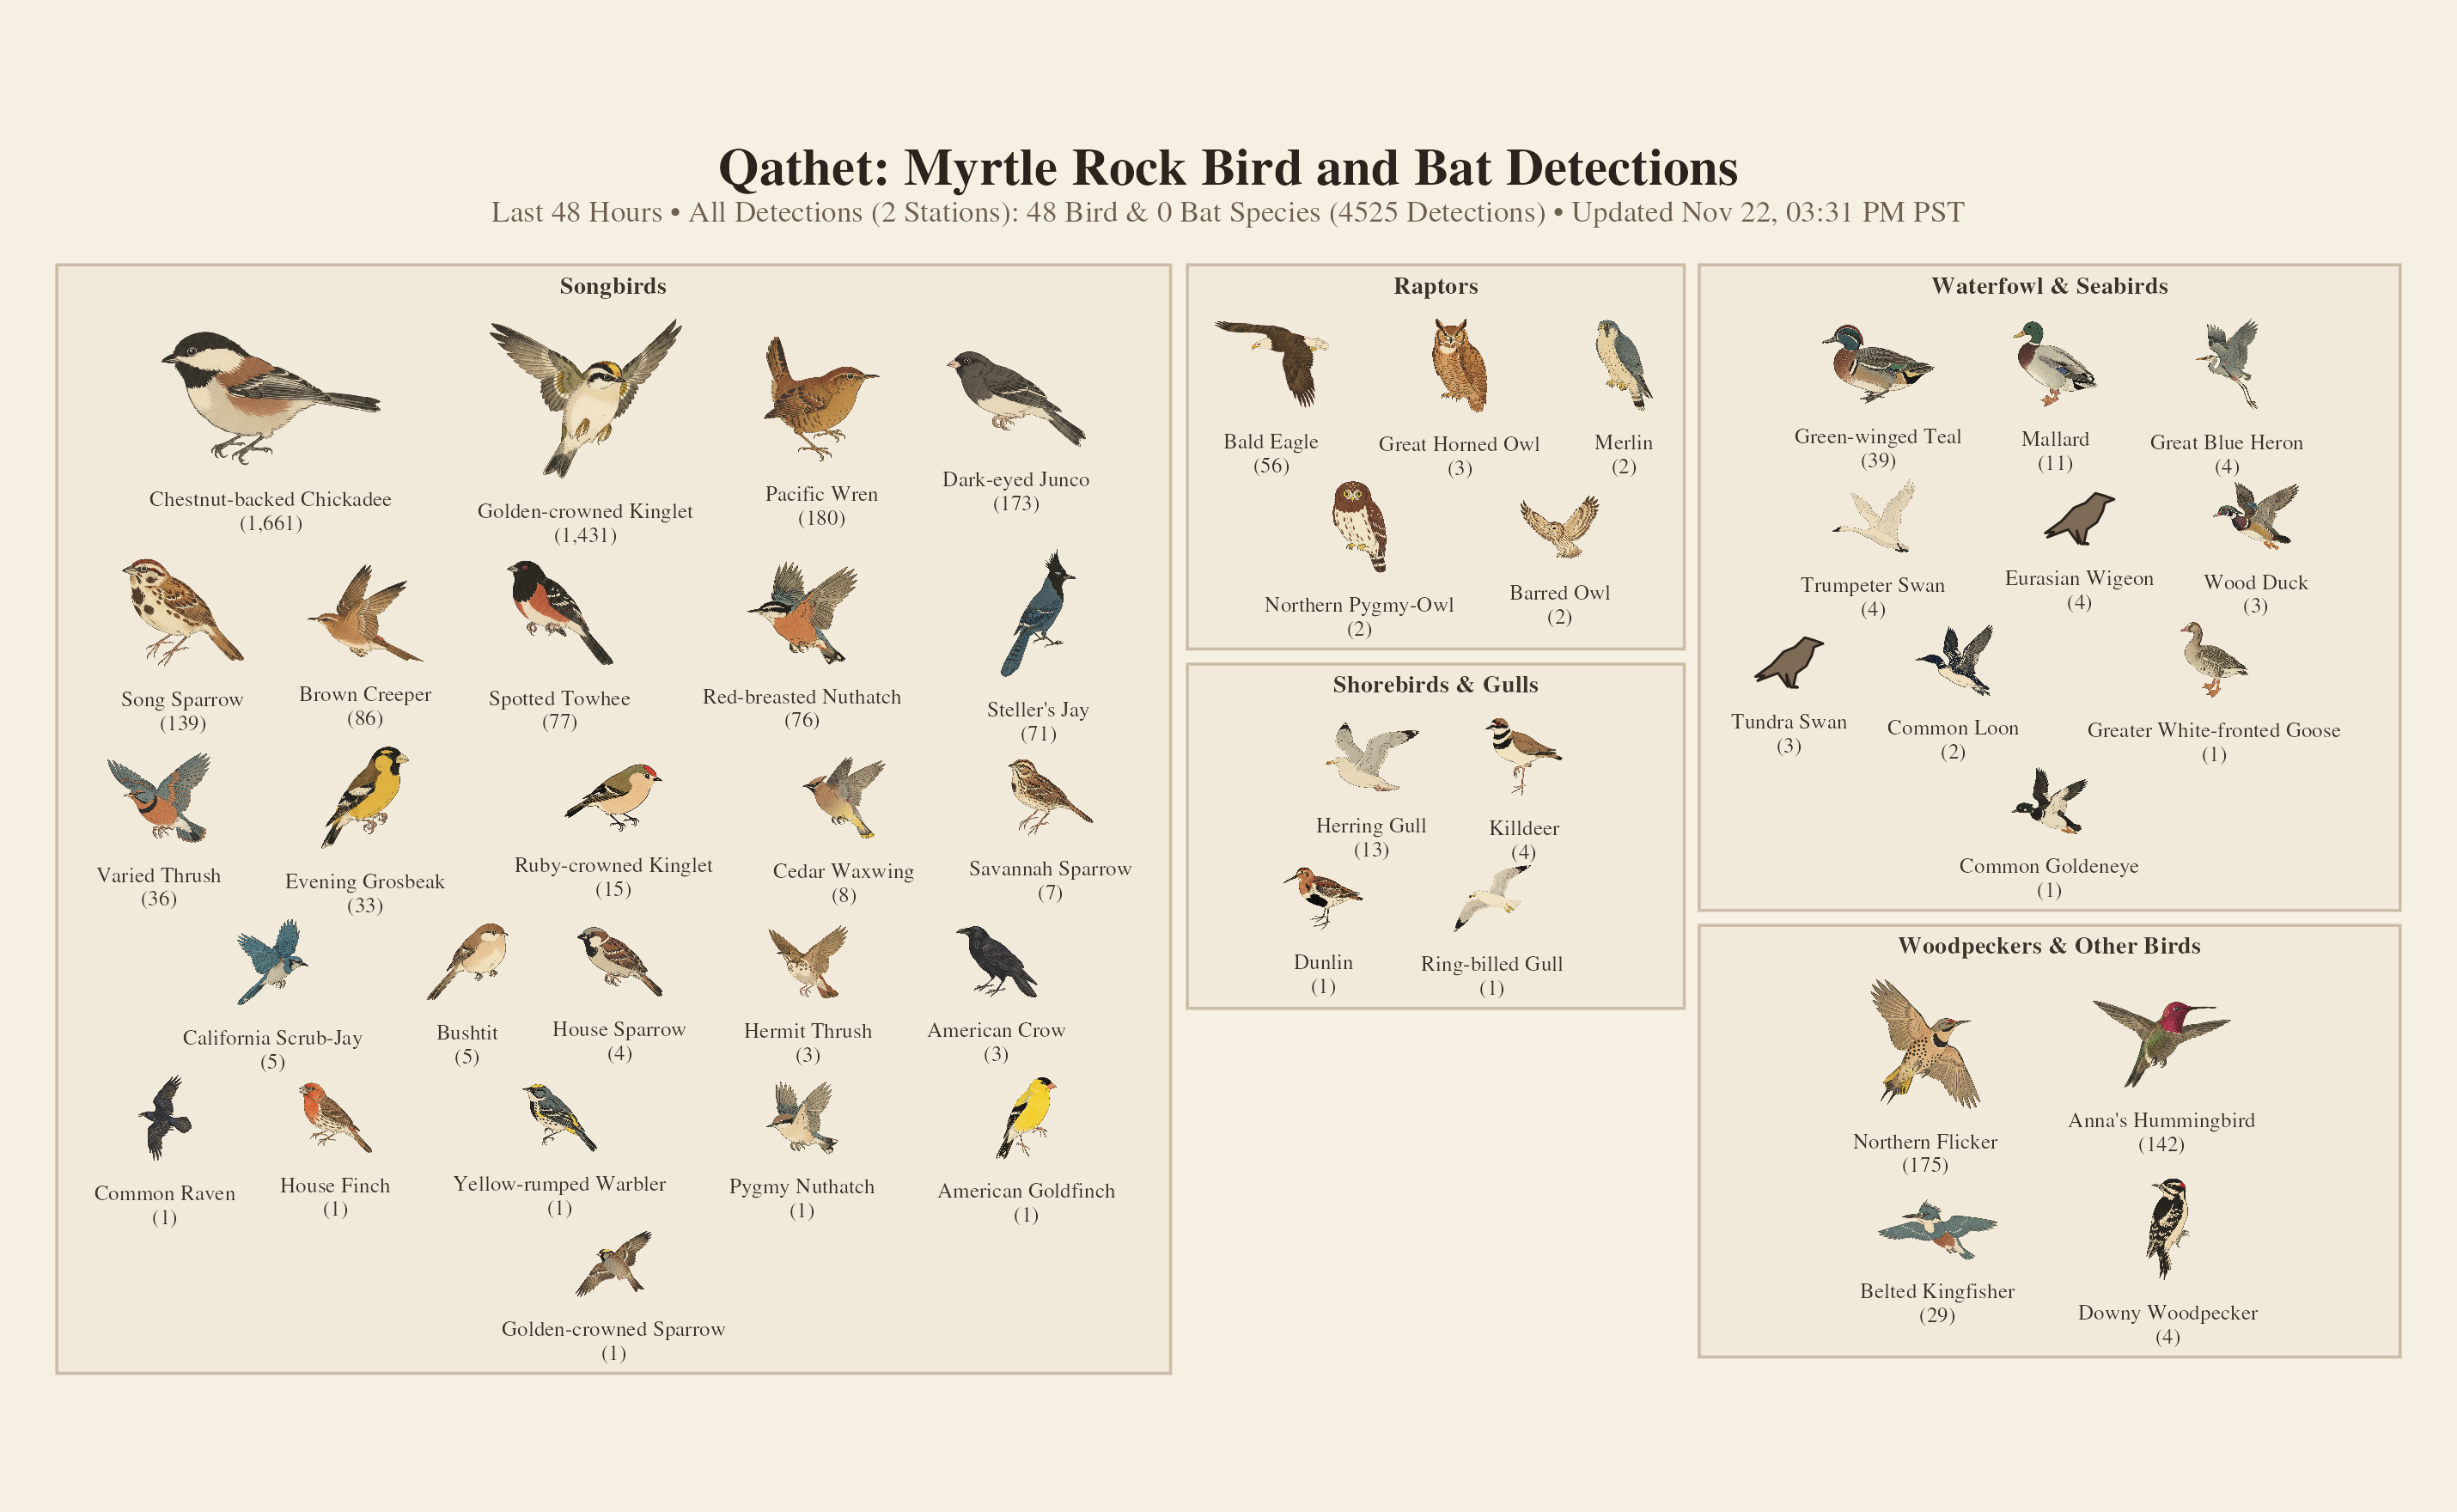 Qathet: Myrtle Rock Bird and Bat Detections
Last 48 Hours • All Detections (2 Stations): 48 Bird & 0 Bat Species (4525 Detections) • Updated Nov 22, 03:31 PM PST
Songbirds
Chestnut-backed Chickadee
(1,661)
Golden-crowned Kinglet
(1,431)
Pacific Wren
(180)
Dark-eyed Junco
(173)
Song Sparrow
(139)
Brown Creeper
(86)
Spotted Towhee
(77)
Red-breasted Nuthatch
(76)
Steller's Jay
(71)
Varied Thrush
(36)
Evening Grosbeak
(33)
Ruby-crowned Kinglet
(15)
Cedar Waxwing
(8)
Savannah Sparrow
(7)
California Scrub-Jay
(5)
Bushtit
(5)
House Sparrow
(4)
Hermit Thrush
(3)
American Crow
(3)
Common Raven
(1)
House Finch
(1)
Yellow-rumped Warbler
(1)
Pygmy Nuthatch
(1)
American Goldfinch
(1)
Golden-crowned Sparrow
(1)
Raptors
Bald Eagle
(56)
Great Horned Owl
(3)
Merlin
(2)
Northern Pygmy-Owl
(2)
Barred Owl
(2)
Shorebirds & Gulls
Herring Gull
(13)
Killdeer
(4)
Dunlin
(1)
Ring-billed Gull
(1)
Waterfowl & Seabirds
Green-winged Teal
(39)
Mallard
(11)
Great Blue Heron
(4)
Trumpeter Swan
(4)
Eurasian Wigeon
(4)
Wood Duck
(3)
Tundra Swan
(3)
Common Loon
(2)
Greater White-fronted Goose
(1)
Common Goldeneye
(1)
Woodpeckers & Other Birds
Northern Flicker
(175)
Anna's Hummingbird
(142)
Belted Kingfisher
(29)
Downy Woodpecker
(4)